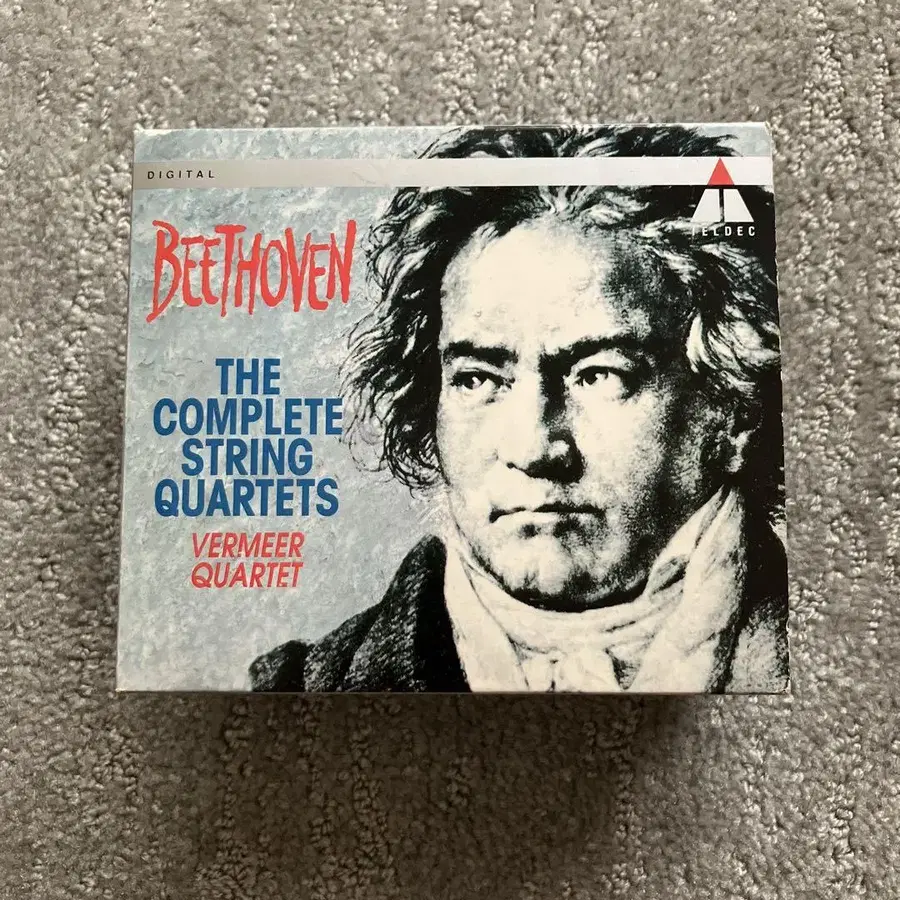 DIGITAL
TELDEC
BEETHOVEN
THE
COMPLETE
STRING
QUARTETS
VERMEER
QUARTET